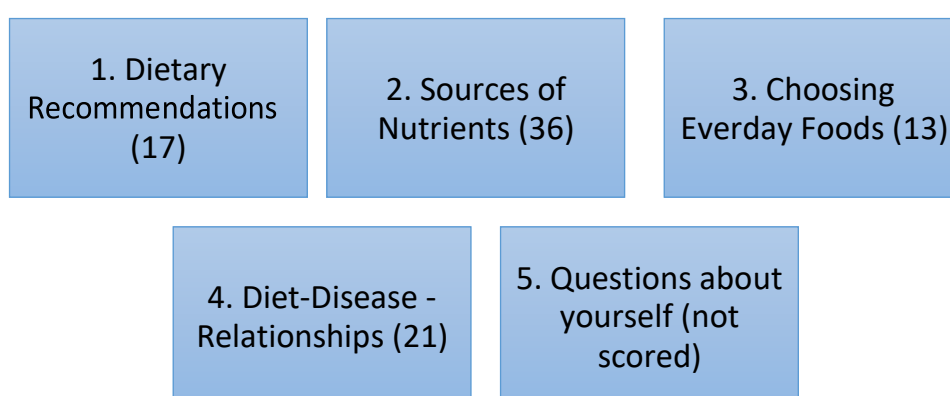 1. Dietary
Recommendations
(17)
2. Sources of
Nutrients (36)
3. Choosing
Everday Foods (13)
4. Diet-Disease -
Relationships (21)
5. Questions about
yourself (not
scored)